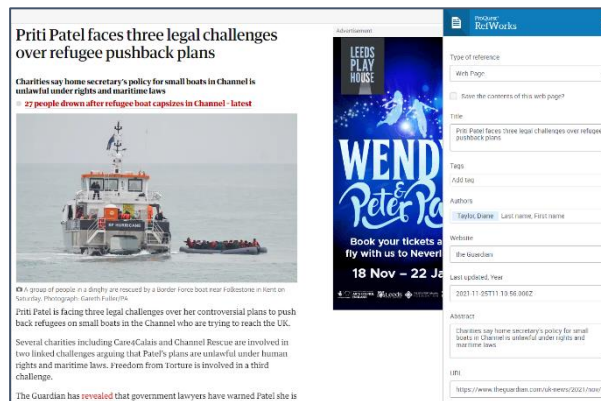 Priti Patel faces three legal challenges
over refugee pushback plans
Charities say home secretary's policy for small boats in Channel is
unlawful under rights and maritime laws
27 people drown after refugee boat capsizes in Channel - latest
A group of people in a dinghy are rescued by a Border Force boat near Folkestone in Kent on
Saturday. Photograph: Gareth Fuller/PA
Priti Patel is facing three legal challenges over her controversial plans to push
back refugees on small boats in the Channel who are trying to reach the UK.
Several charities including Care4Calais and Channel Rescue are involved in
two linked challenges arguing that Patel's plans are unlawful under human
rights and maritime laws. Freedom from Torture is involved in a third
challenge.
The Guardian has revealed that government lawyers have warned Patel she is
Advertisement
LEEDS
PLAY
HOUSE
WENDY
&
Peter Pa
Book your tickets a
fly with us to Neverl
18 Nov – 22 Ja
ProQuest
RefWorks
Type of reference
Web Page
Save the contents of this web page?
Title
Priti Patel faces three legal challenges over refugee
pushback plans
Tags
Add tag
Authors
Taylor, Diane Last name, First name
Website
the Guardian
Last updated, Year
2021-11-25T11:13:56.000Z
Abstract
Charities say home secretary's policy for small
boats in Channel is unlawful under rights and
maritime laws
URL
https://www.theguardian.com/uk-news/2021/nov/